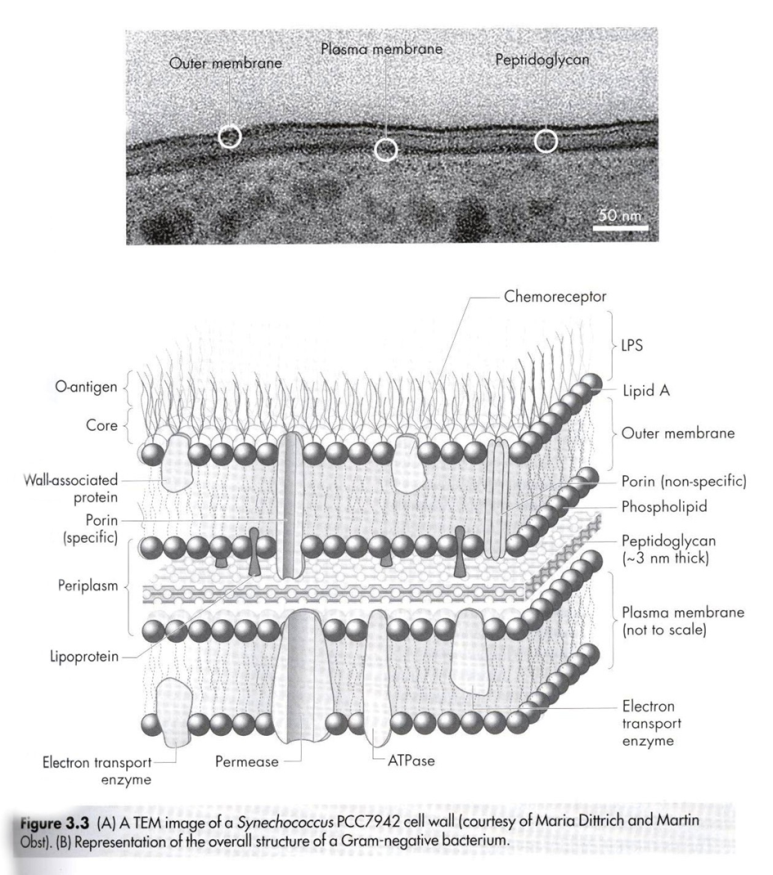 Outer membrane
Plasma membrane
Peptidoglycan
50 nm
Chemoreceptor
LPS
O-antigen
Lipid A
Core
Outer membrane
Wall-associated
protein
Porin (non-specific)
Phospholipid
Porin
(specific)
Peptidoglycan
(~3 nm thick)
Periplasm
Plasma membrane
(not to scale)
Lipoprotein
Electron
transport
enzyme
Electron transport
enzyme
Permease
ATPase
Figure 3.3 (A) A TEM image of a Synechococcus PCC7942 cell wall (courtesy of Maria Dittrich and Martin
Obst). (B) Representation of the overall structure of a Gram-negative bacterium.